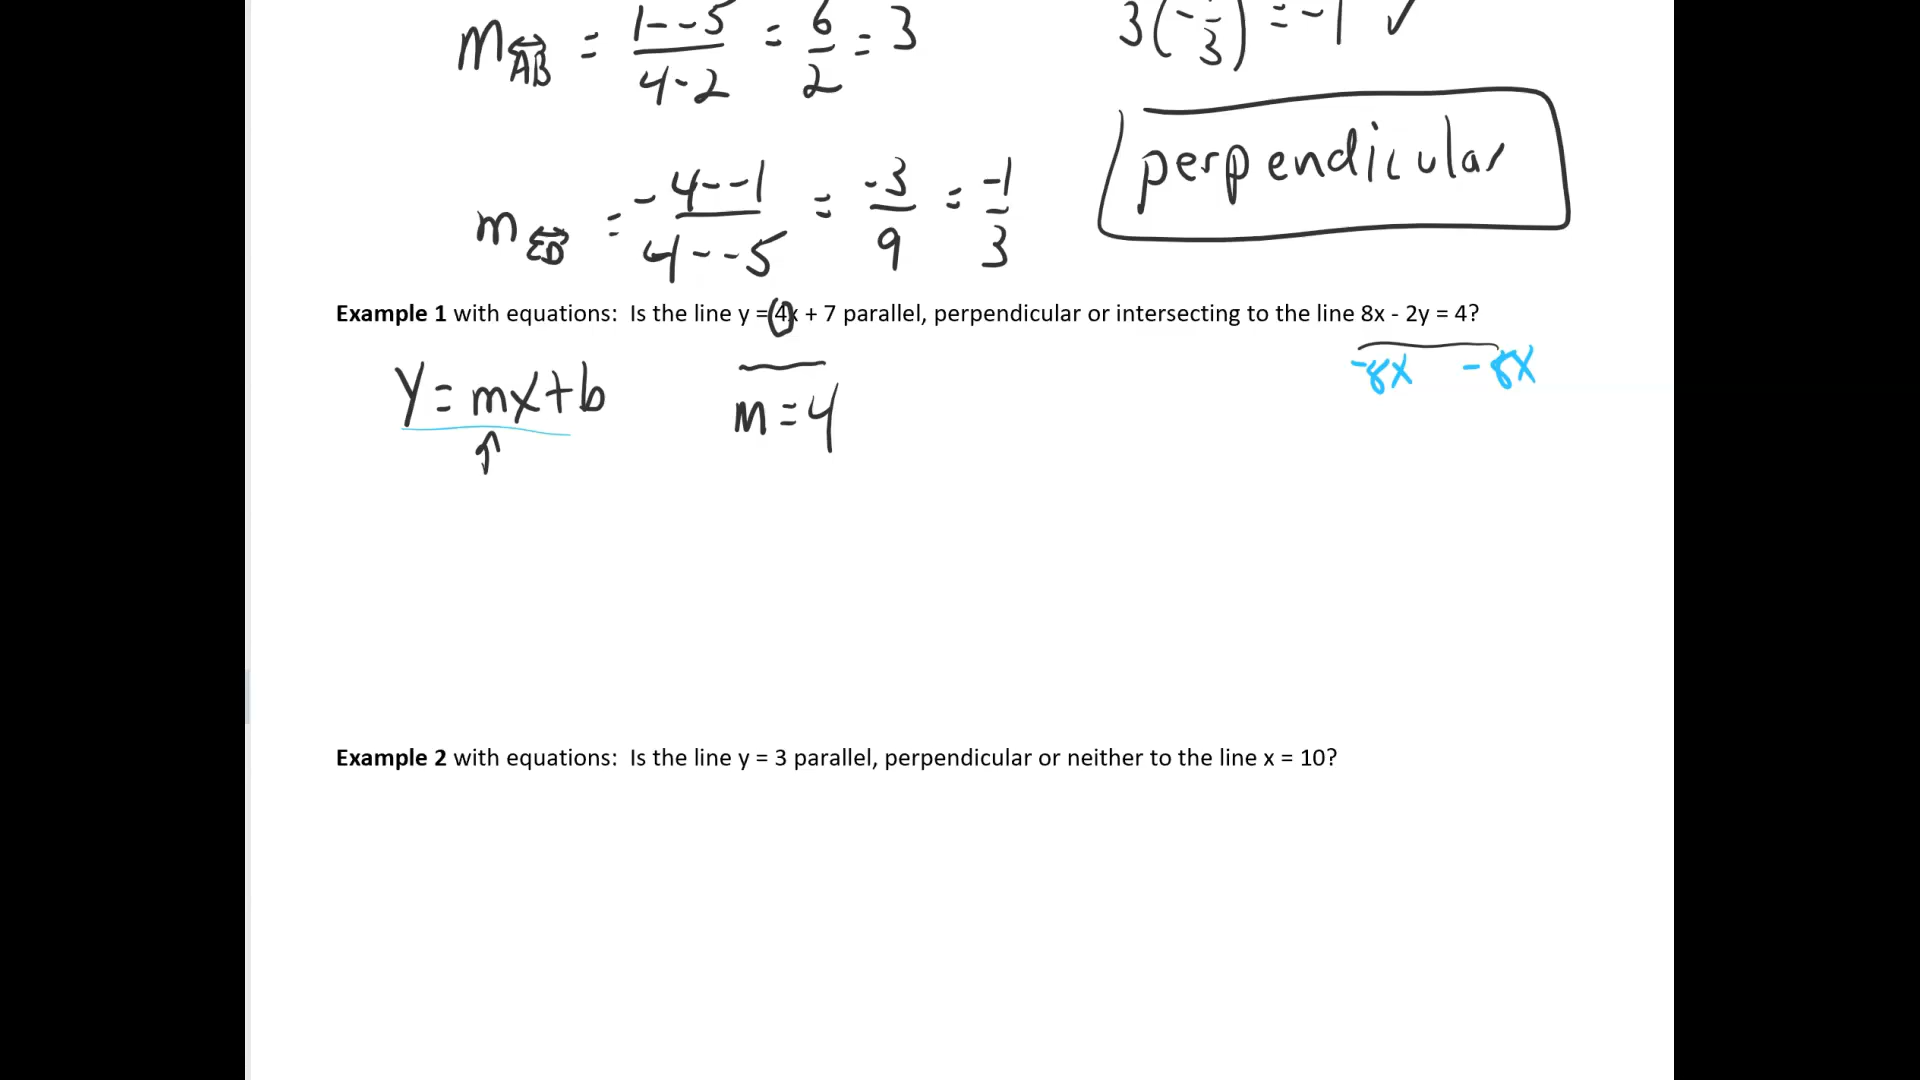 m AB = 1--5 / 4-2 = 6/2 = 3
3(-1/3) = -1 ✓
perpendicular
m ED = -4--1 / 4--5 = -3/9 = -1/3
Example 1 with equations: Is the line y = 4x + 7 parallel, perpendicular or intersecting to the line 8x - 2y = 4?
-8x -8x
y = mx+b
m = 4
Example 2 with equations: Is the line y = 3 parallel, perpendicular or neither to the line x = 10?